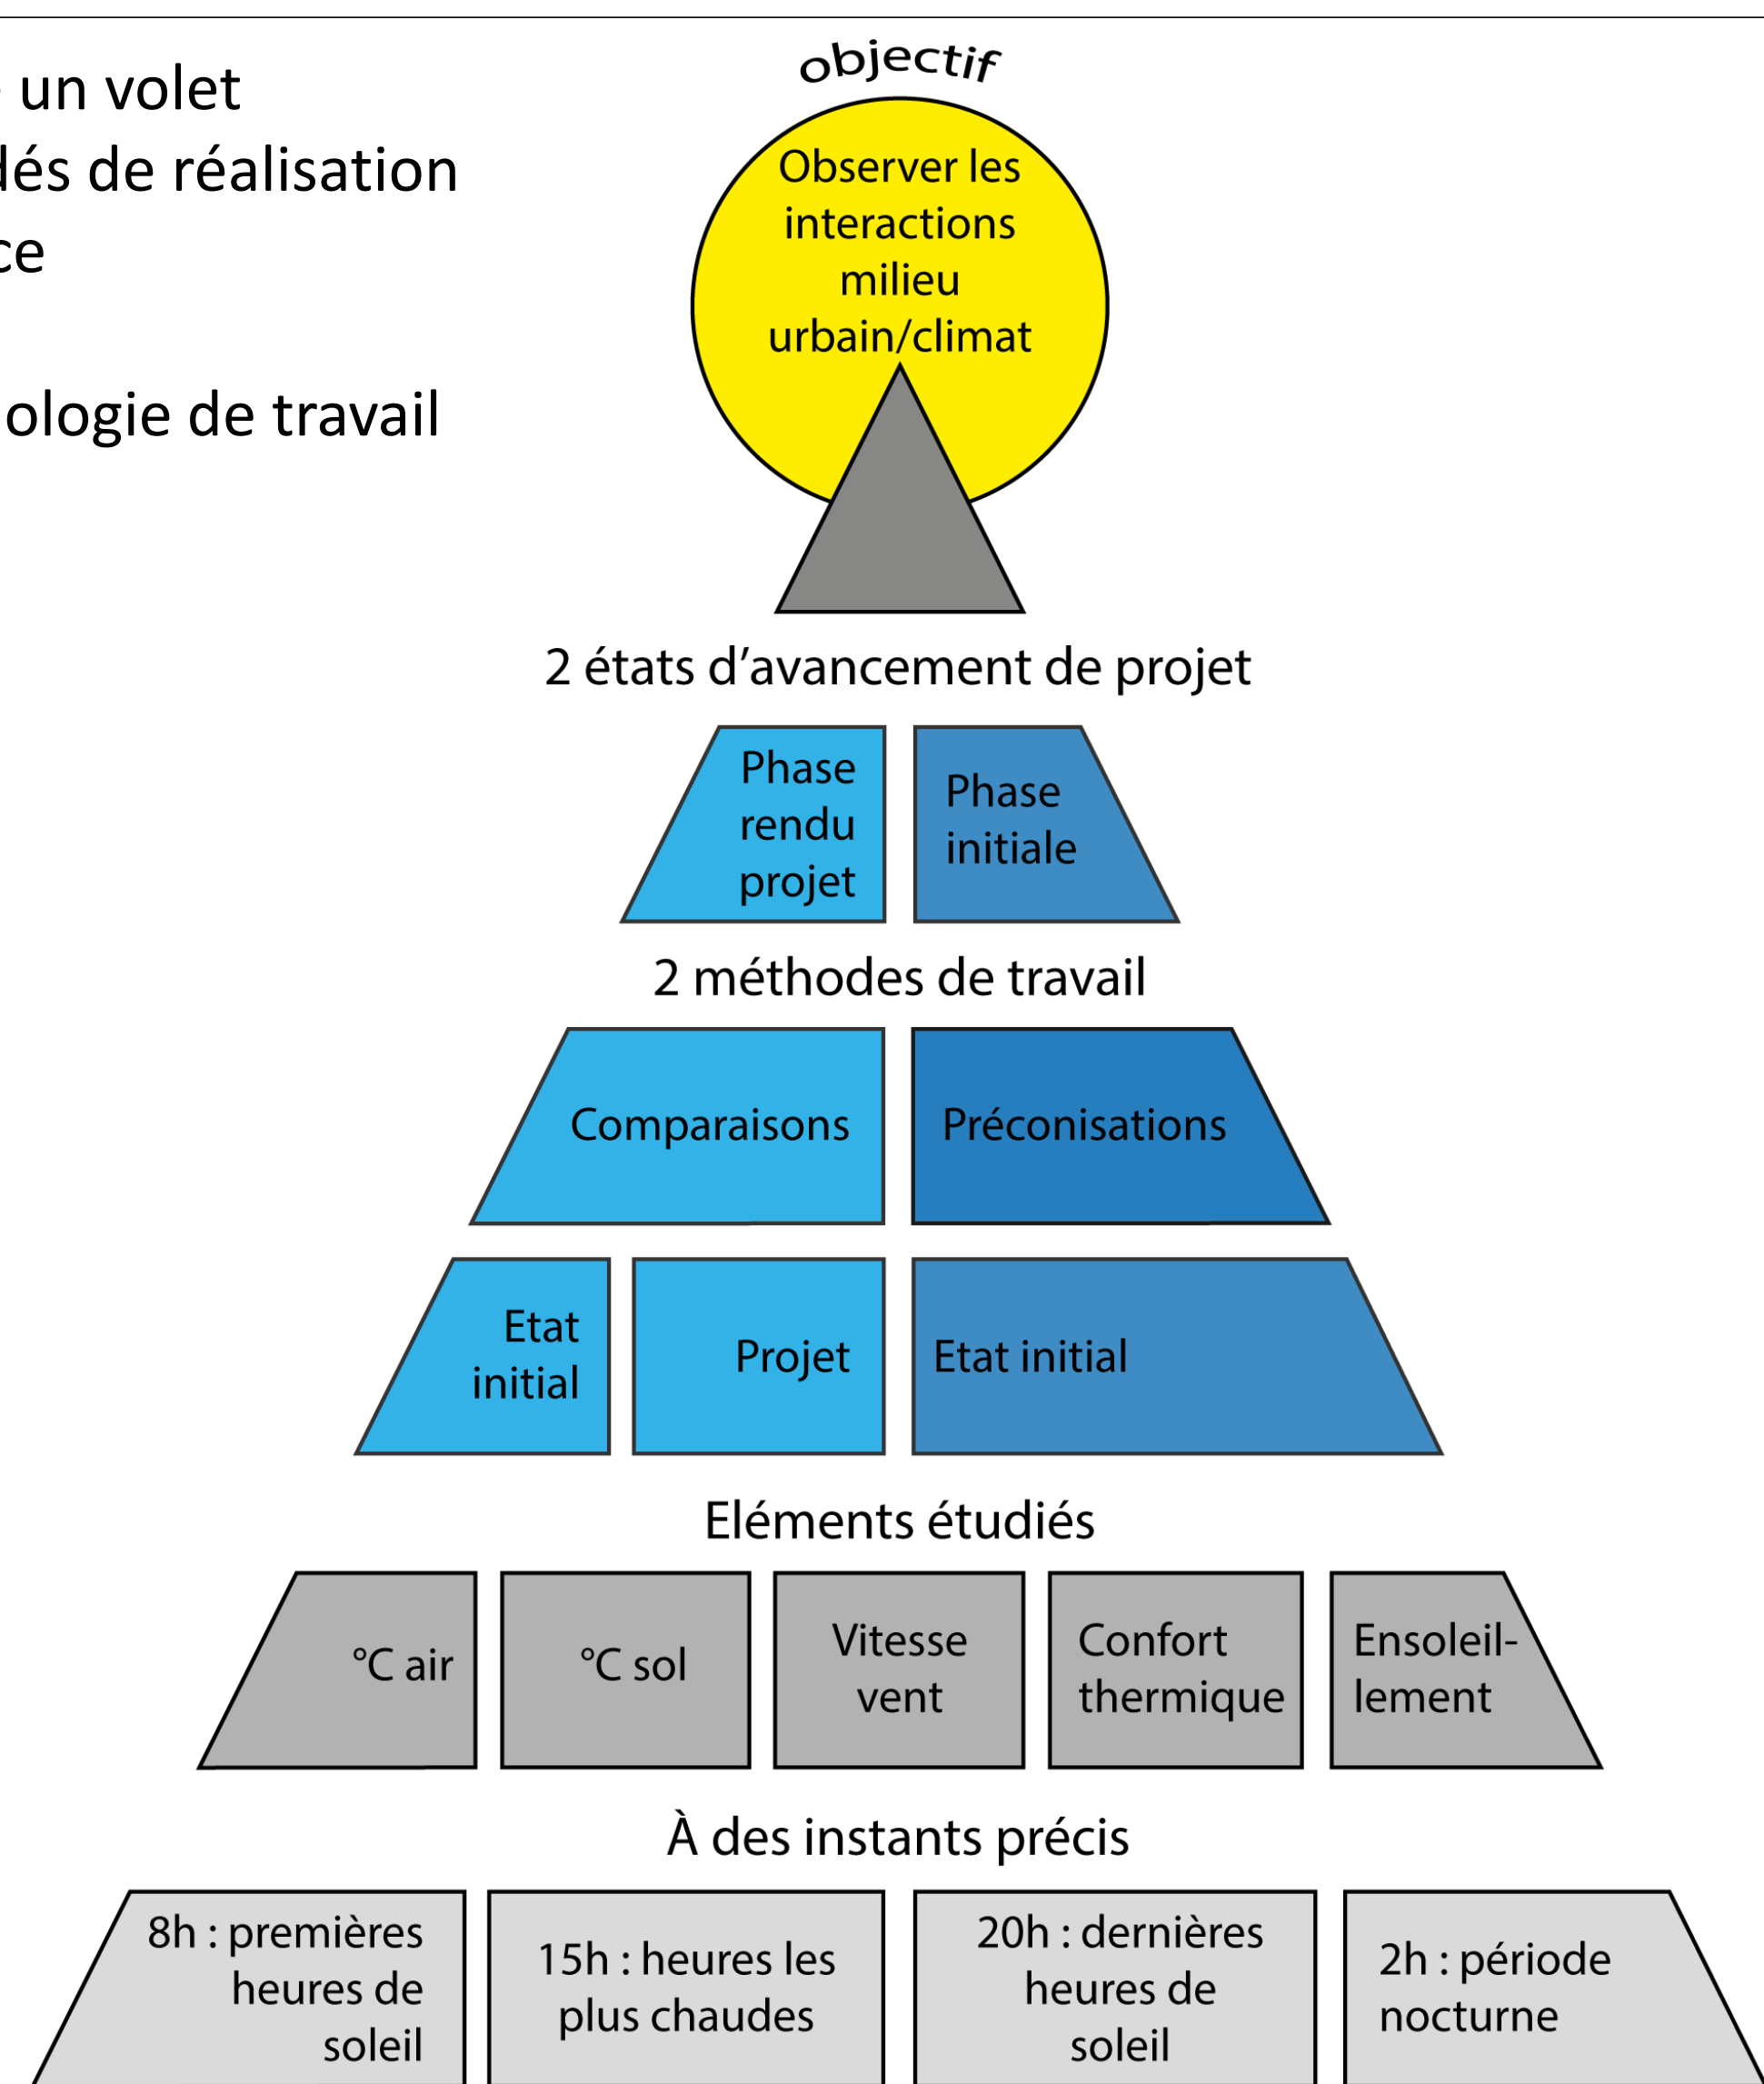 un volet
dés de réalisation
ce
ologie de travail
objectif
Observer les
interactions
milieu
urbain/climat
2 états d’avancement de projet
Phase
rendu
projet
Phase
initiale
2 méthodes de travail
Comparaisons
Préconisations
Etat
initial
Projet
Etat initial
Eléments étudiés
°C air
°C sol
Vitesse
vent
Confort
thermique
Ensoleil-
lement
À des instants précis
8h : premières
heures de
soleil
15h : heures les
plus chaudes
20h : dernières
heures de
soleil
2h : période
nocturne